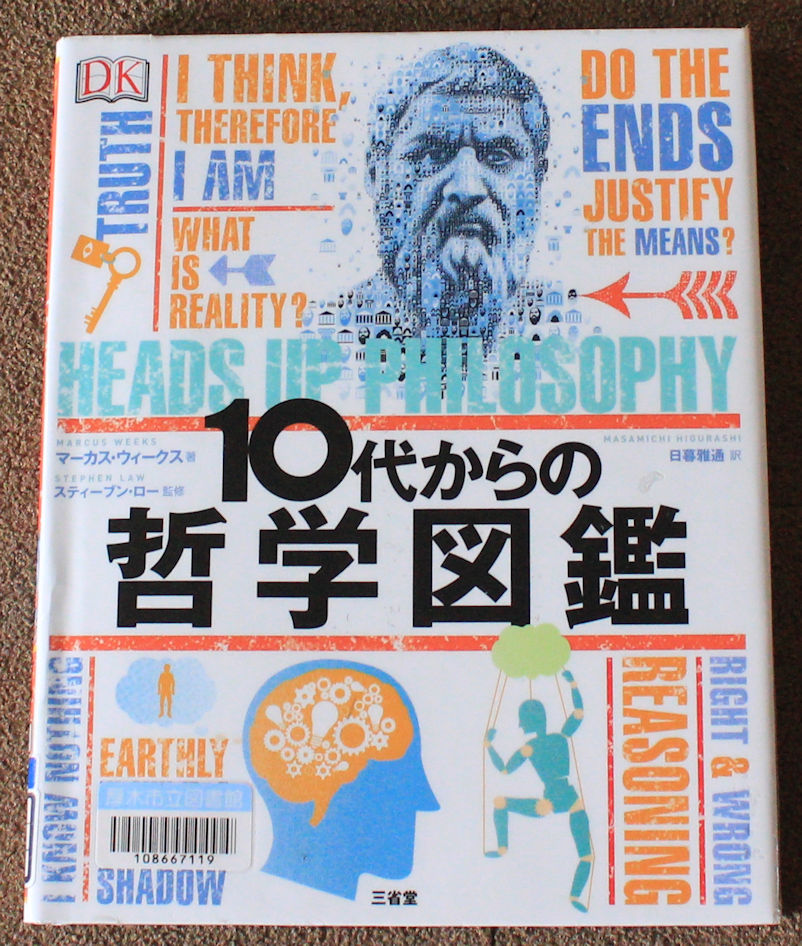 DK
TRUTH
I THINK,
THEREFORE
I AM
WHAT
IS
REALITY?
DO THE
ENDS
JUSTIFY
THE MEANS?
HEADS UP PHILOSOPHY
MARCUS WEEKS
マーカス・ウィークス 著
STEPHEN LAW
スティーブン・ロー 監修
MASAMICHI HIGURASHI
日暮雅通 訳
10代からの
哲学図鑑
I KNOW NOTHING
EARTHLY
厚木市立図書館
108667119
SHADOW
REASONING
RIGHT & WRONG
三省堂